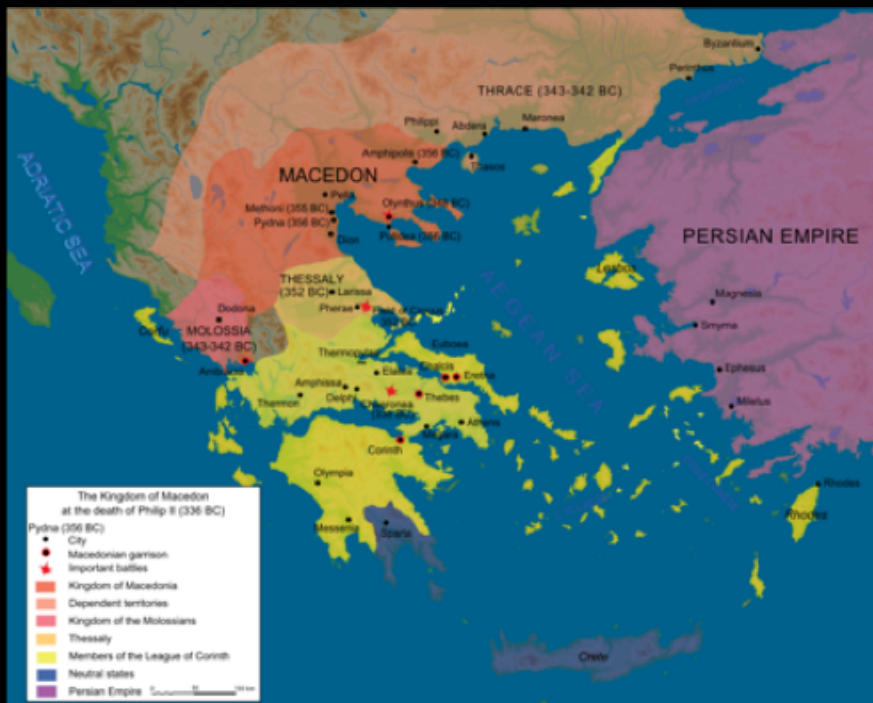 Byzantium
Perinthos
THRACE (343-342 BC)
Maronea
Abdera
Philippi
Amphipolis (356 BC)
Thasos
ADRIATIC SEA
MACEDON
Pella
Methoni (355 BC)
Pydna (356 BC)
Dion
Olynthus (348 BC)
Potidea (356 BC)
PERSIAN EMPIRE
THESSALY
(352 BC)
Larissa
Pherae
Lesbos
AEGEAN SEA
Magnesia
Smyrna
Dodona
Corfu
MOLOSSIA
(343-342 BC)
Ambrakia
Thermopylae
Euboea
Elatea
Chalcis
Eretria
Ephesus
Amphissa
Delphi
Thermon
Chaeronea
Thebes
Miletus
Athens
Megara
Corinth
Olympia
Rhodes
Rhodes
Messenia
Sparta
Crete
The Kingdom of Macedon
at the death of Philip II (336 BC)
Pydna (356 BC)
City
Macedonian garrison
Important battles
Kingdom of Macedonia
Dependent territories
Kingdom of the Molossians
Thessaly
Members of the League of Corinth
Neutral states
Persian Empire